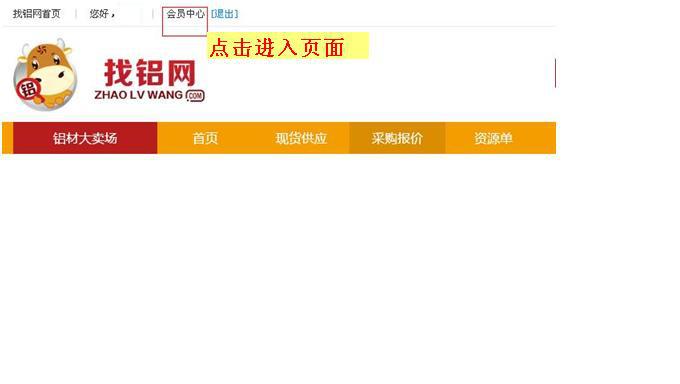 找铝网首页 | 您好， | 会员中心 [退出]
点击进入页面
铝
找铝网
ZHAO LV WANG .COM
铝材大卖场 首页 现货供应 采购报价 资源单